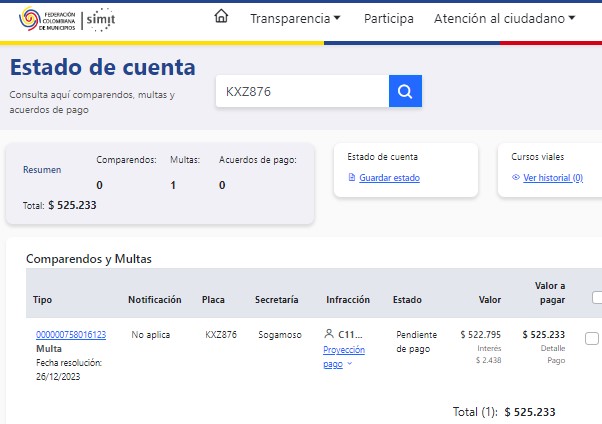 FEDERACIÓN
COLOMBIANA
DE MUNICIPIOS
simit
Transparencia
Participa
Atención al ciudadano
Estado de cuenta
Consulta aquí comparendos, multas y
acuerdos de pago
KXZ876
Resumen
Comparendos:
Multas:
Acuerdos de pago:
0
1
0
Total: $ 525.233
Estado de cuenta
Guardar estado
Cursos viales
Ver historial (0)
Comparendos y Multas
Tipo
Notificación
Placa
Secretaría
Infracción
Estado
Valor
Valor a
pagar
000000758016123
Multa
Fecha resolución:
26/12/2023
No aplica
KXZ876
Sogamoso
C11...
Proyección
pago
Pendiente
de pago
$ 522.795
Interés
$ 2.438
$ 525.233
Detalle
Pago
Total (1): $ 525.233